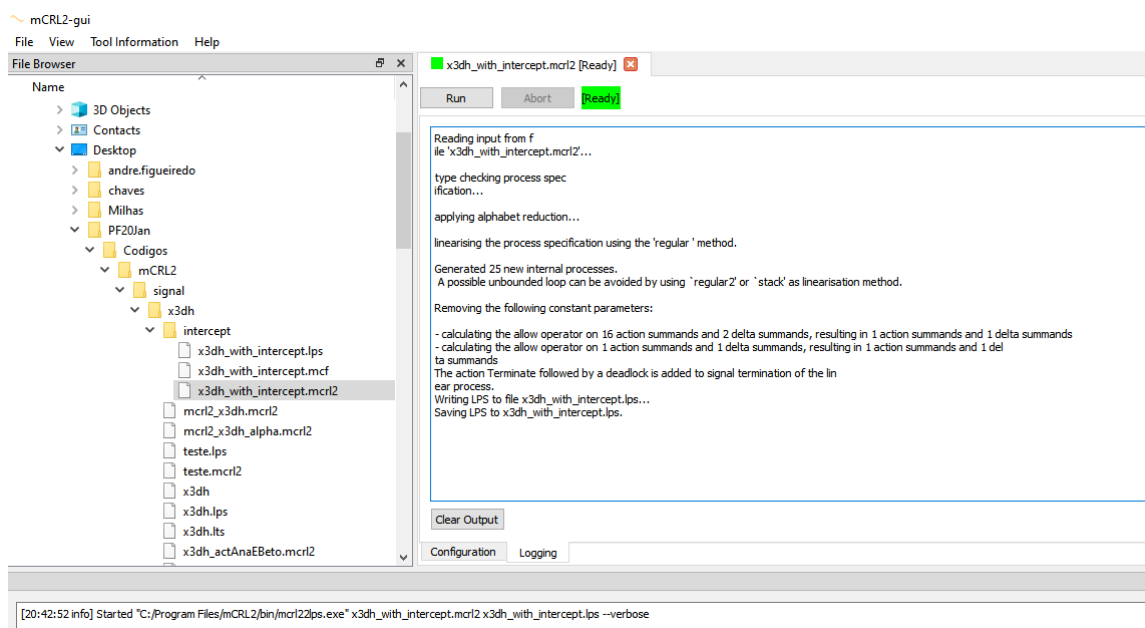 mCRL2-gui
File View Tool Information Help
File Browser
Name
3D Objects
Contacts
Desktop
andre.figueiredo
chaves
Milhas
PF20Jan
Codigos
mCRL2
signal
x3dh
intercept
x3dh_with_intercept.lps
x3dh_with_intercept.mcf
x3dh_with_intercept.mcrl2
mcrl2_x3dh.mcrl2
mcrl2_x3dh_alpha.mcrl2
teste.lps
teste.mcrl2
x3dh
x3dh.lps
x3dh.lts
x3dh_actAnaEBeto.mcrl2
x3dh_with_intercept.mcrl2 [Ready]
Run Abort [Ready]
Reading input from f
ile 'x3dh_with_intercept.mcrl2'...
type checking process spec
ification...
applying alphabet reduction...
linearising the process specification using the 'regular ' method.
Generated 25 new internal processes.
A possible unbounded loop can be avoided by using `regular2' or `stack' as linearisation method.
Removing the following constant parameters:
- calculating the allow operator on 16 action summands and 2 delta summands, resulting in 1 action summands and 1 delta summands
- calculating the allow operator on 1 action summands and 1 delta summands, resulting in 1 action summands and 1 del
ta summands
The action Terminate followed by a deadlock is added to signal termination of the lin
ear process.
Writing LPS to file x3dh_with_intercept.lps...
Saving LPS to x3dh_with_intercept.lps.
Clear Output
Configuration Logging
[20:42:52 info] Started "C:/Program Files/mCRL2/bin/mcrl22lps.exe" x3dh_with_intercept.mcrl2 x3dh_with_intercept.lps --verbose